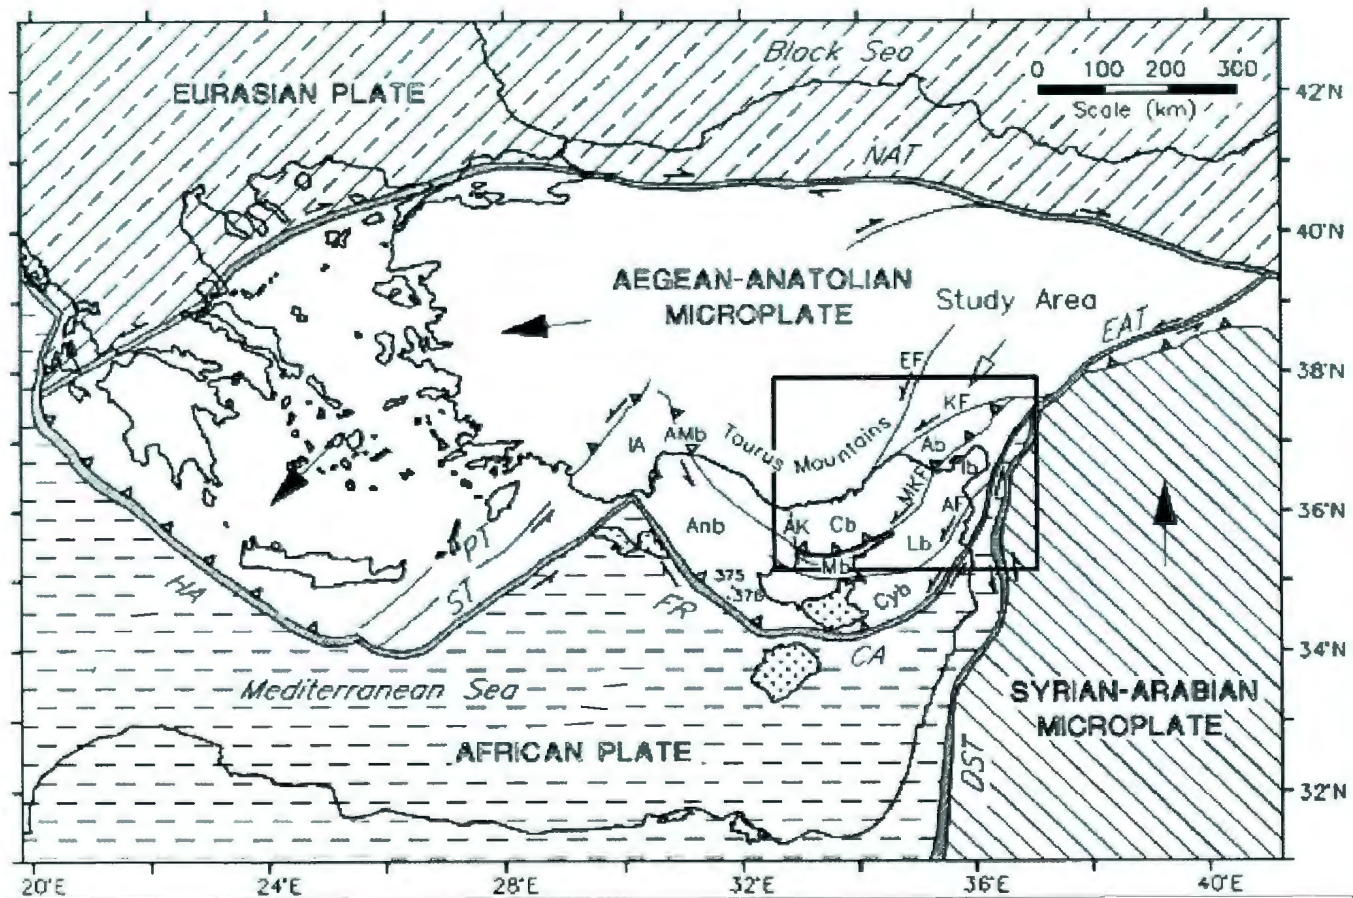 Black Sea
0 100 200 300
Scale (km)
EURASIAN PLATE
42°N
NAT
40°N
AEGEAN-ANATOLIAN
MICROPLATE
Study Area
EAT
EF
38°N
KF
IA
AMb
Taurus Mountains
Ab
Ib
MKF
AF
36°N
Anb
AK
Cb
Lb
PT
Mb
375
376
Cyb
HA
ST
FR
34°N
CA
Mediterranean Sea
SYRIAN-ARABIAN
MICROPLATE
AFRICAN PLATE
DST
32°N
20°E
24°E
28°E
32°E
36°E
40°E